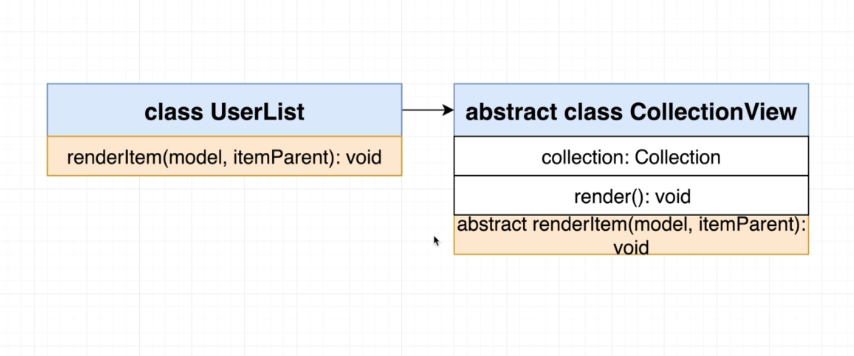 class UserList
renderItem(model, itemParent): void
abstract class CollectionView
collection: Collection
render(): void
abstract renderItem(model, itemParent):
void